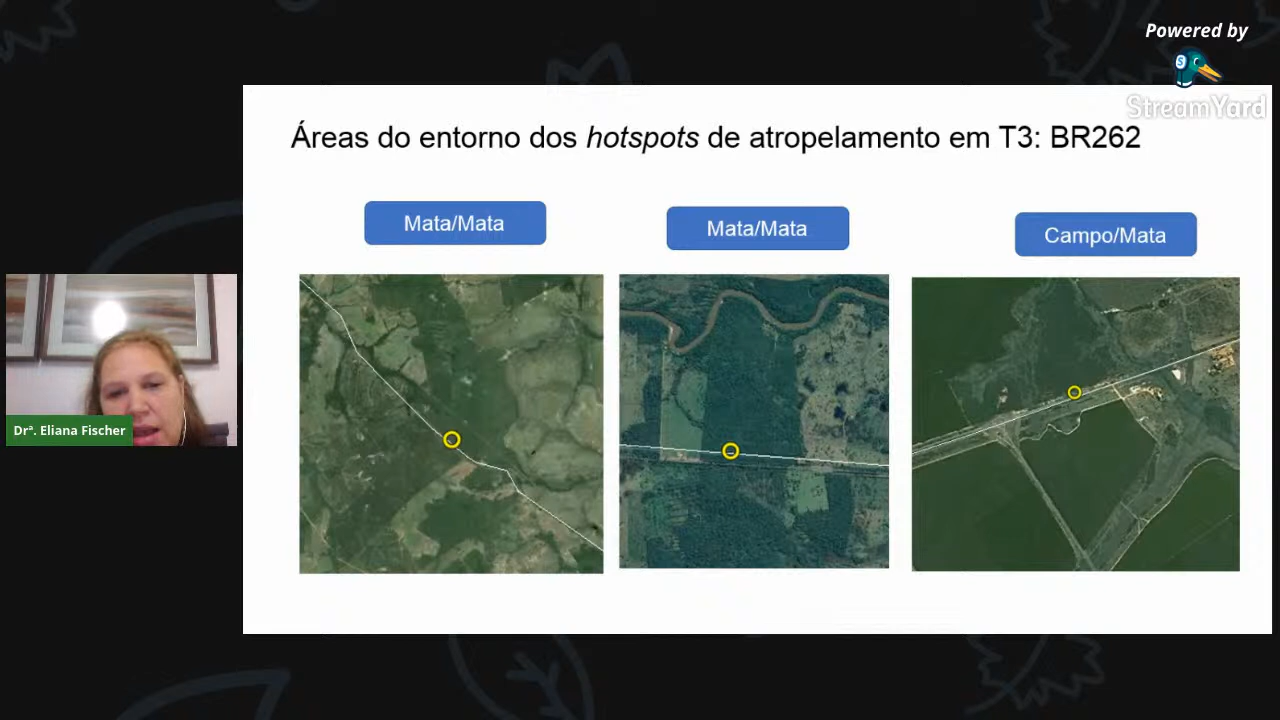 Powered by
StreamYard
Áreas do entorno dos hotspots de atropelamento em T3: BR262
Mata/Mata
Mata/Mata
Campo/Mata
Drª. Eliana Fischer